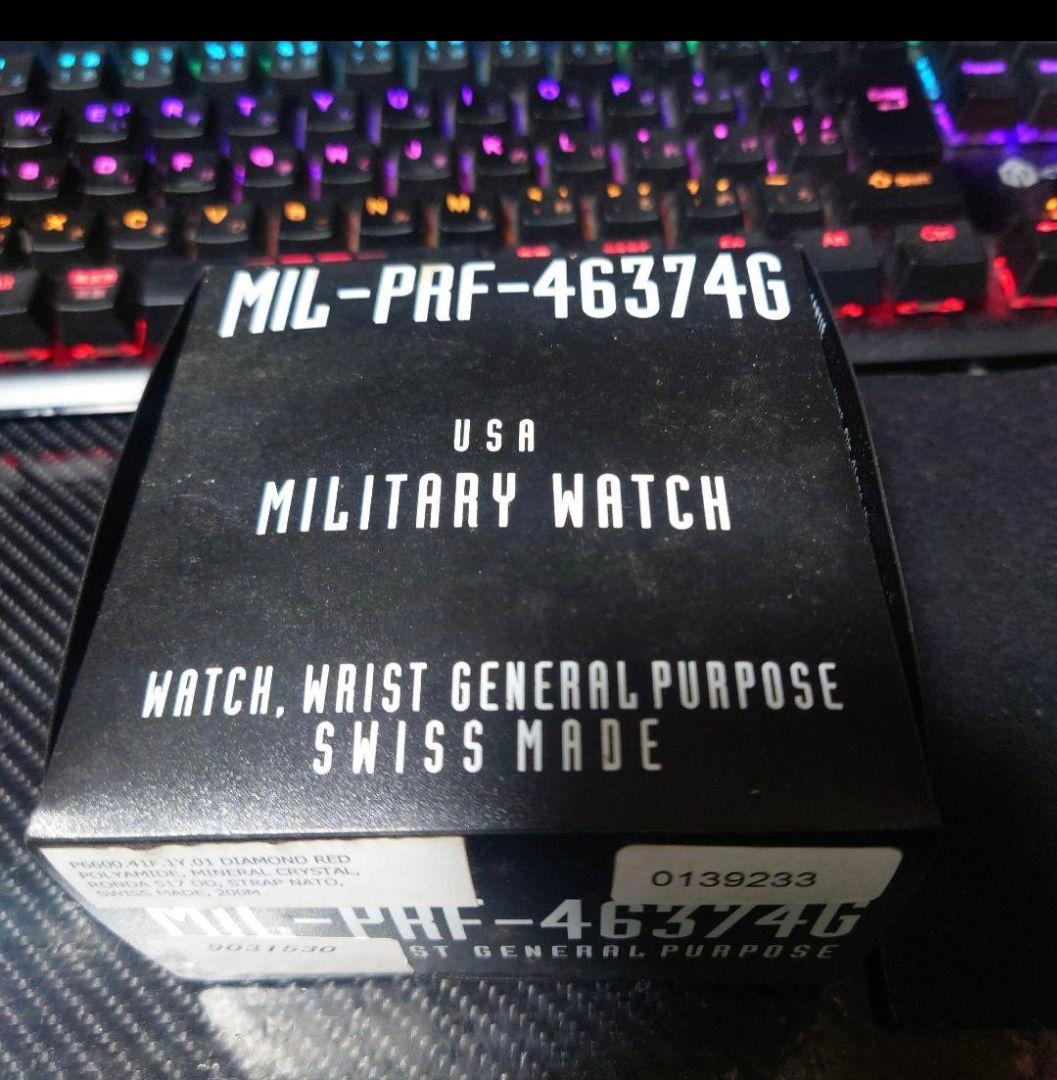 MIL-PRF-46374G
USA
MILITARY WATCH
WATCH, WRIST GENERAL PURPOSE
SWISS MADE
P6600.41F.1Y.01 DIAMOND RED
POLYAMIDE, MINERAL CRYSTAL,
RONDA 517 DD, STRAP NATO,
SWISS MADE, 200M
0139233
MIL-PRF-46374G
9031530
ST GENERAL PURPOSE